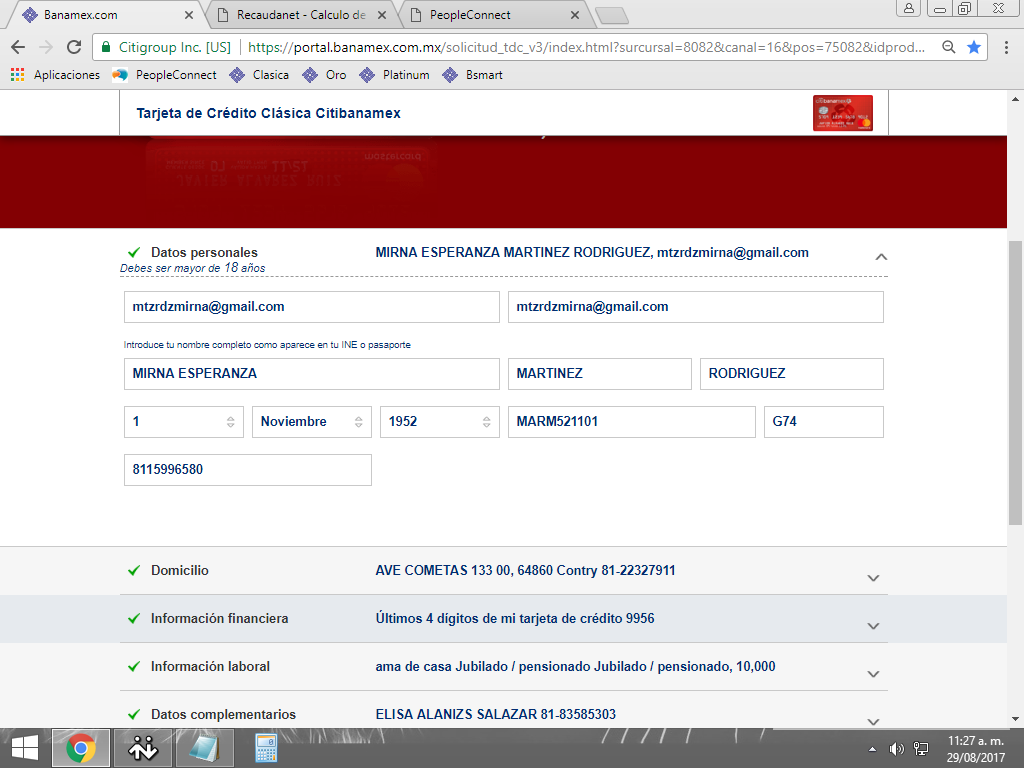 Banamex.com
Recaudanet - Calculo de
PeopleConnect
Citigroup Inc. [US]
https://portal.banamex.com.mx/solicitud_tdc_v3/index.html?surcursal=8082&canal=16&pos=75082&idprod...
Aplicaciones
PeopleConnect
Clasica
Oro
Platinum
Bsmart
Tarjeta de Crédito Clásica Citibanamex
Datos personales
MIRNA ESPERANZA MARTINEZ RODRIGUEZ, mtzrdzmirna@gmail.com
Debes ser mayor de 18 años
mtzrdzmirna@gmail.com
mtzrdzmirna@gmail.com
Introduce tu nombre completo como aparece en tu INE o pasaporte
MIRNA ESPERANZA
MARTINEZ
RODRIGUEZ
1
Noviembre
1952
MARM521101
G74
8115996580
Domicilio
AVE COMETAS 133 00, 64860 Contry 81-22327911
Información financiera
Últimos 4 dígitos de mi tarjeta de crédito 9956
Información laboral
ama de casa Jubilado / pensionado Jubilado / pensionado, 10,000
Datos complementarios
ELISA ALANIZS SALAZAR 81-83585303
11:27 a. m.
29/08/2017